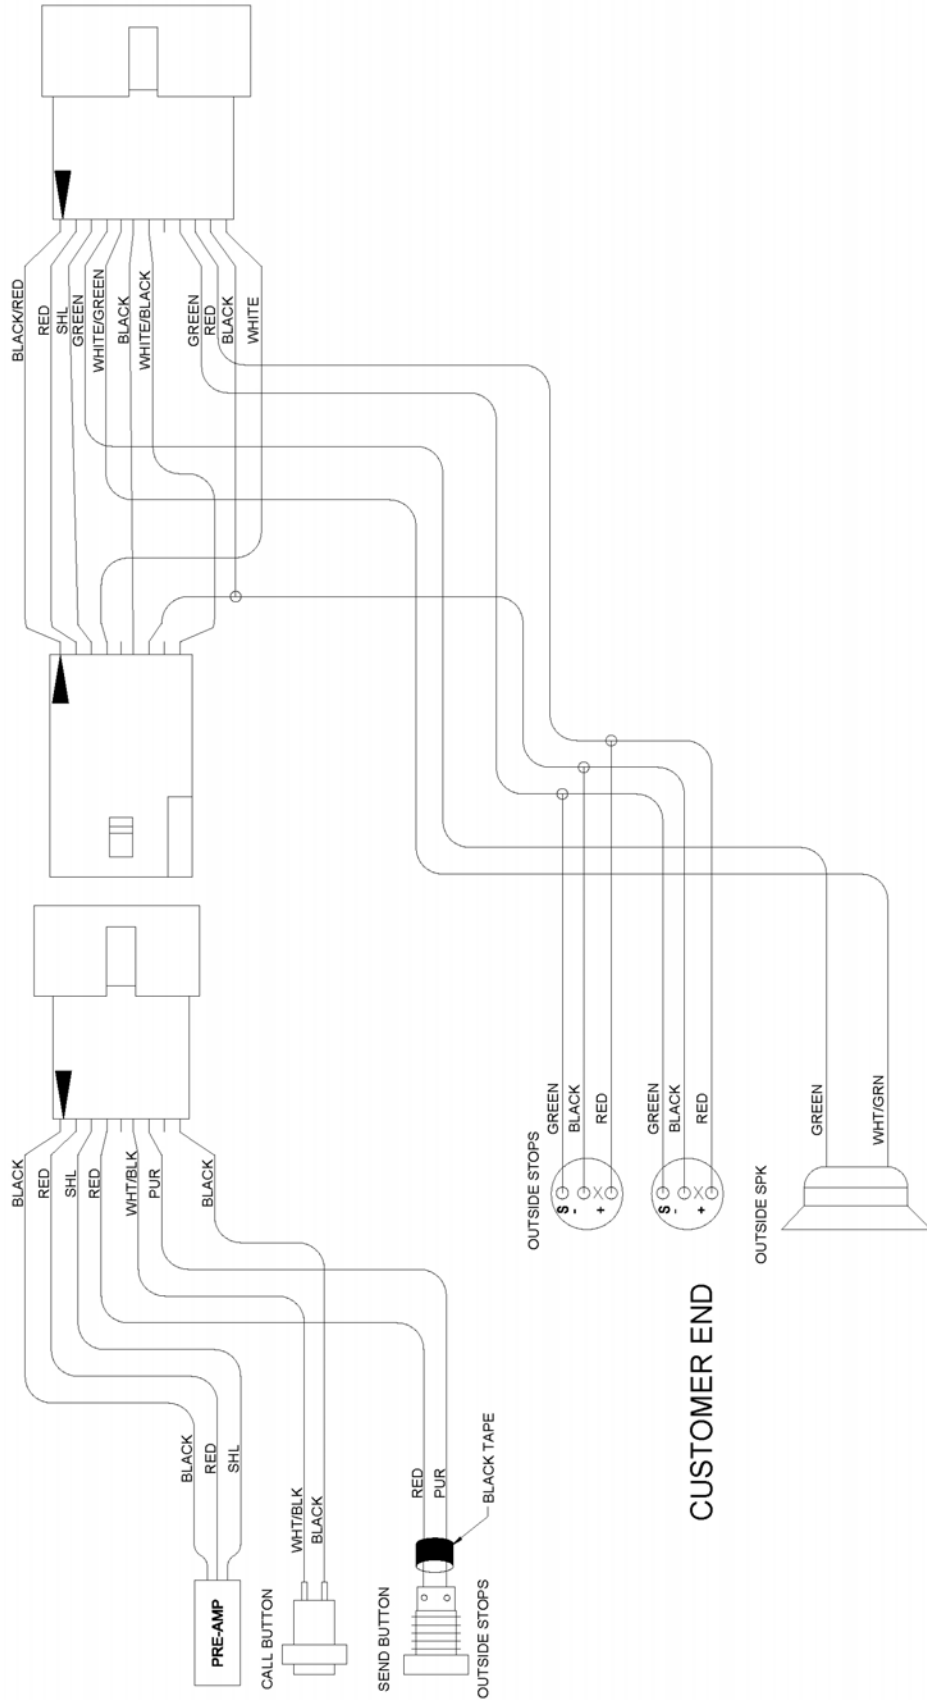 BLACK/RED
RED
SHL
GREEN
WHITE/GREEN
BLACK
WHITE/BLACK
GREEN
RED
BLACK
WHITE
BLACK
RED
SHL
RED
WHT/BLK
PUR
BLACK
OUTSIDE STOPS
GREEN
BLACK
RED
S
-
X
+
GREEN
BLACK
RED
S
-
X
+
OUTSIDE SPK
GREEN
WHT/GRN
PRE-AMP
BLACK
RED
SHL
CALL BUTTON
WHT/BLK
BLACK
SEND BUTTON
RED
PUR
BLACK TAPE
OUTSIDE STOPS
CUSTOMER END